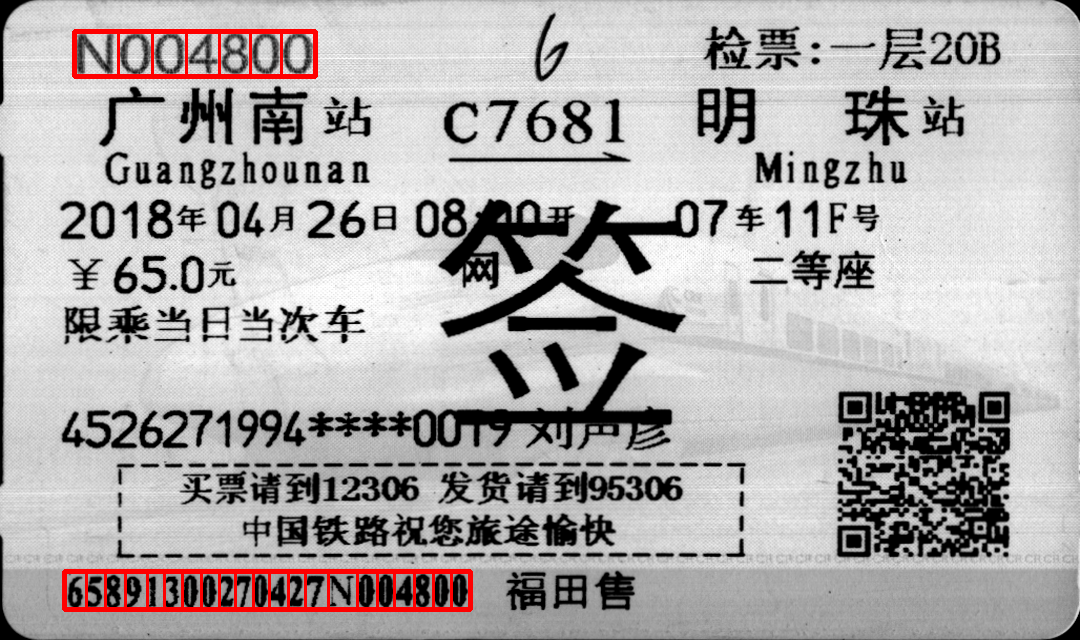 N004800 6 检票:一层20B
广州南站 C7681 明珠站
Guangzhounan Mingzhu
2018年04月26日08:00开 07车11F号
￥65.0元 网 二等座
签
限乘当日当次车
4526271994****0019 刘声彦
买票请到12306 发货请到95306
中国铁路祝您旅途愉快
65891300270427N004800 福田售